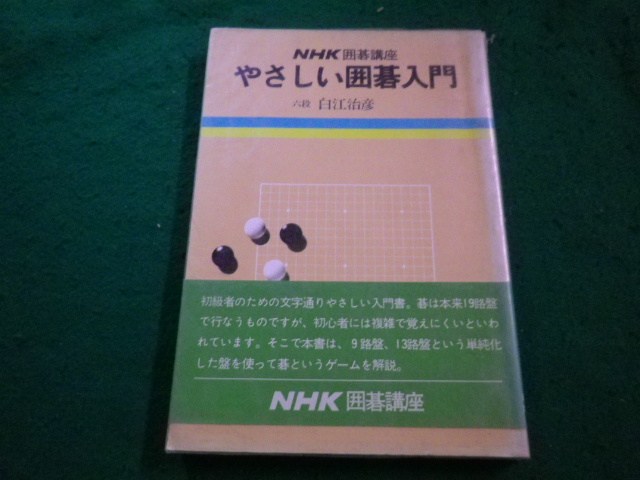 NHK 囲碁講座
やさしい囲碁入門
六段 白江治彦
初級者のための文字通りやさしい入門書。碁は本来19路盤
で行なうものですが、初心者には複雑で覚えにくいといわ
れています。そこで本書は、9路盤、13路盤という単純化
した盤を使って碁というゲームを解説。
NHK 囲碁講座